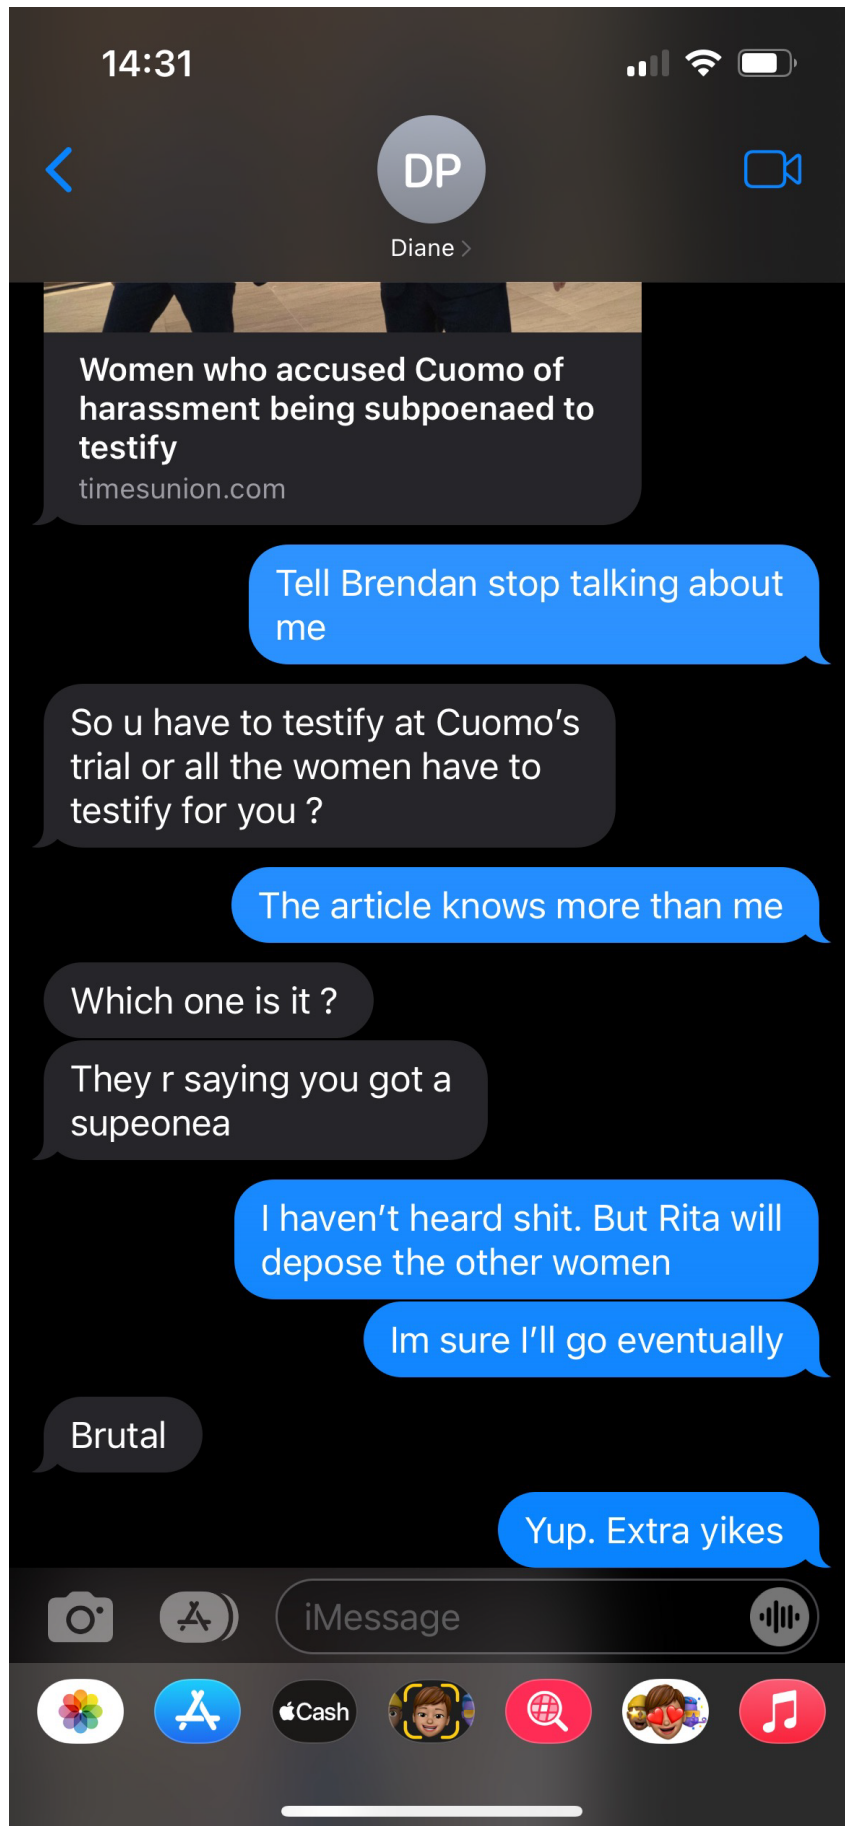 14:31
DP
Diane
Women who accused Cuomo of
harassment being subpoenaed to
testify
timesunion.com
Tell Brendan stop talking about
me
So u have to testify at Cuomo’s
trial or all the women have to
testify for you ?
The article knows more than me
Which one is it ?
They r saying you got a
supeonea
I haven’t heard shit. But Rita will
depose the other women
Im sure I’ll go eventually
Brutal
Yup. Extra yikes
iMessage
Cash